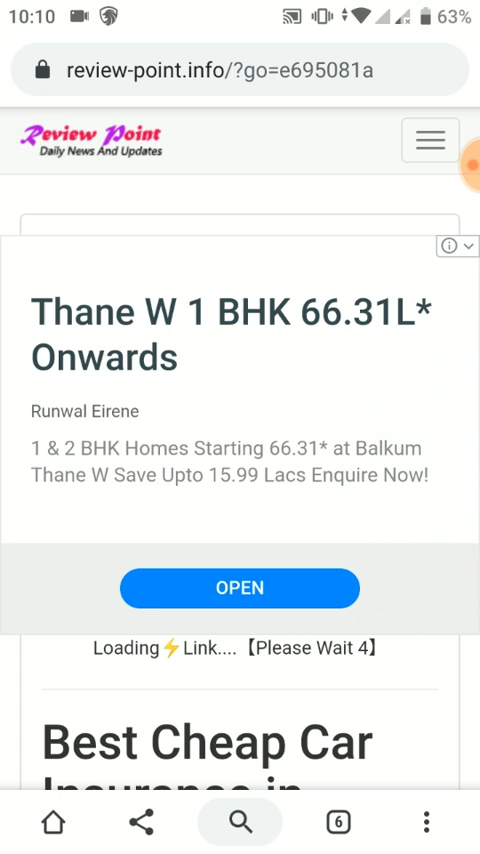 10:10
63%
review-point.info/?go=e695081a
Review Point
Daily News And Updates
Thane W 1 BHK 66.31L*
Onwards
Runwal Eirene
1 & 2 BHK Homes Starting 66.31* at Balkum
Thane W Save Upto 15.99 Lacs Enquire Now!
OPEN
Loading⚡Link....【Please Wait 4】
Best Cheap Car
Insurance in
6